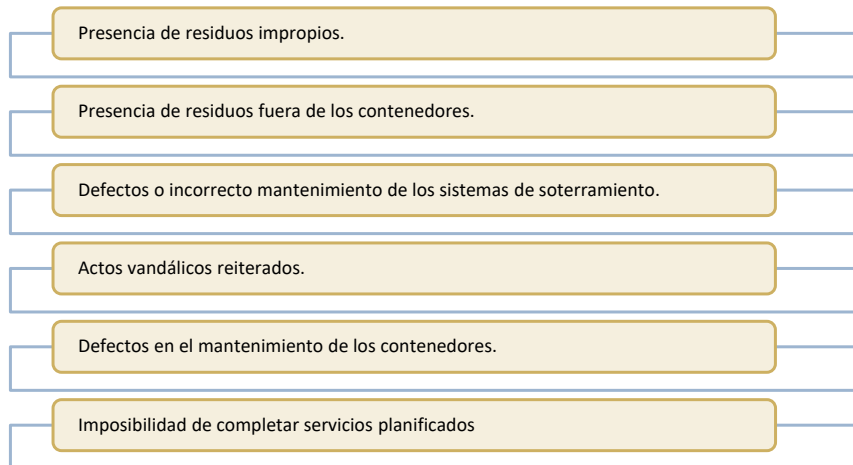 Presencia de residuos impropios.
Presencia de residuos fuera de los contenedores.
Defectos o incorrecto mantenimiento de los sistemas de soterramiento.
Actos vandálicos reiterados.
Defectos en el mantenimiento de los contenedores.
Imposibilidad de completar servicios planificados